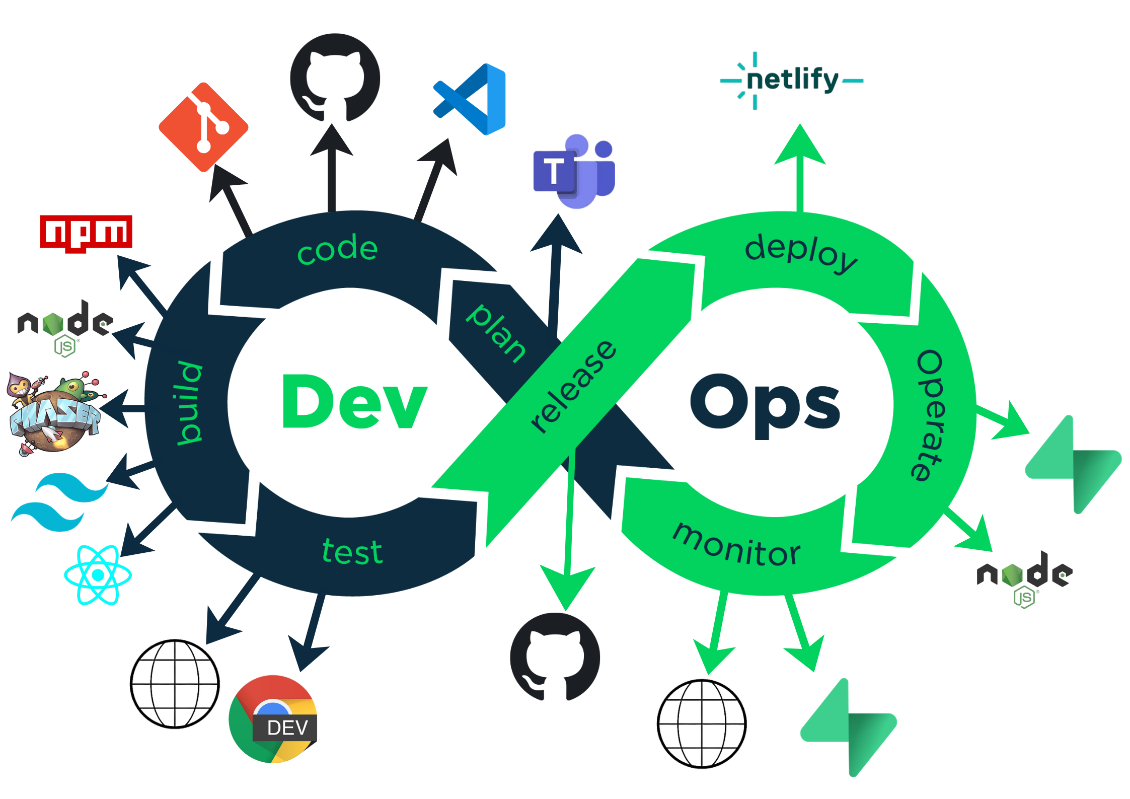 netlify
T
code
deploy
npm
plan
node
JS
release
build
PHASER
Dev
Ops
Operate
test
monitor
node
JS
DEV